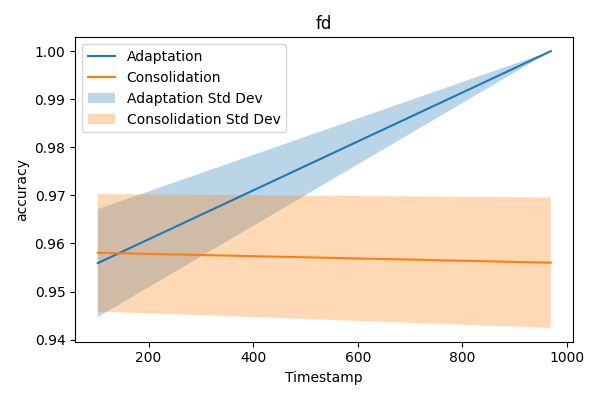 fd
1.00
0.99
0.98
0.97
0.96
0.95
0.94
accuracy
Adaptation
Consolidation
Adaptation Std Dev
Consolidation Std Dev
200
400
600
800
1000
Timestamp